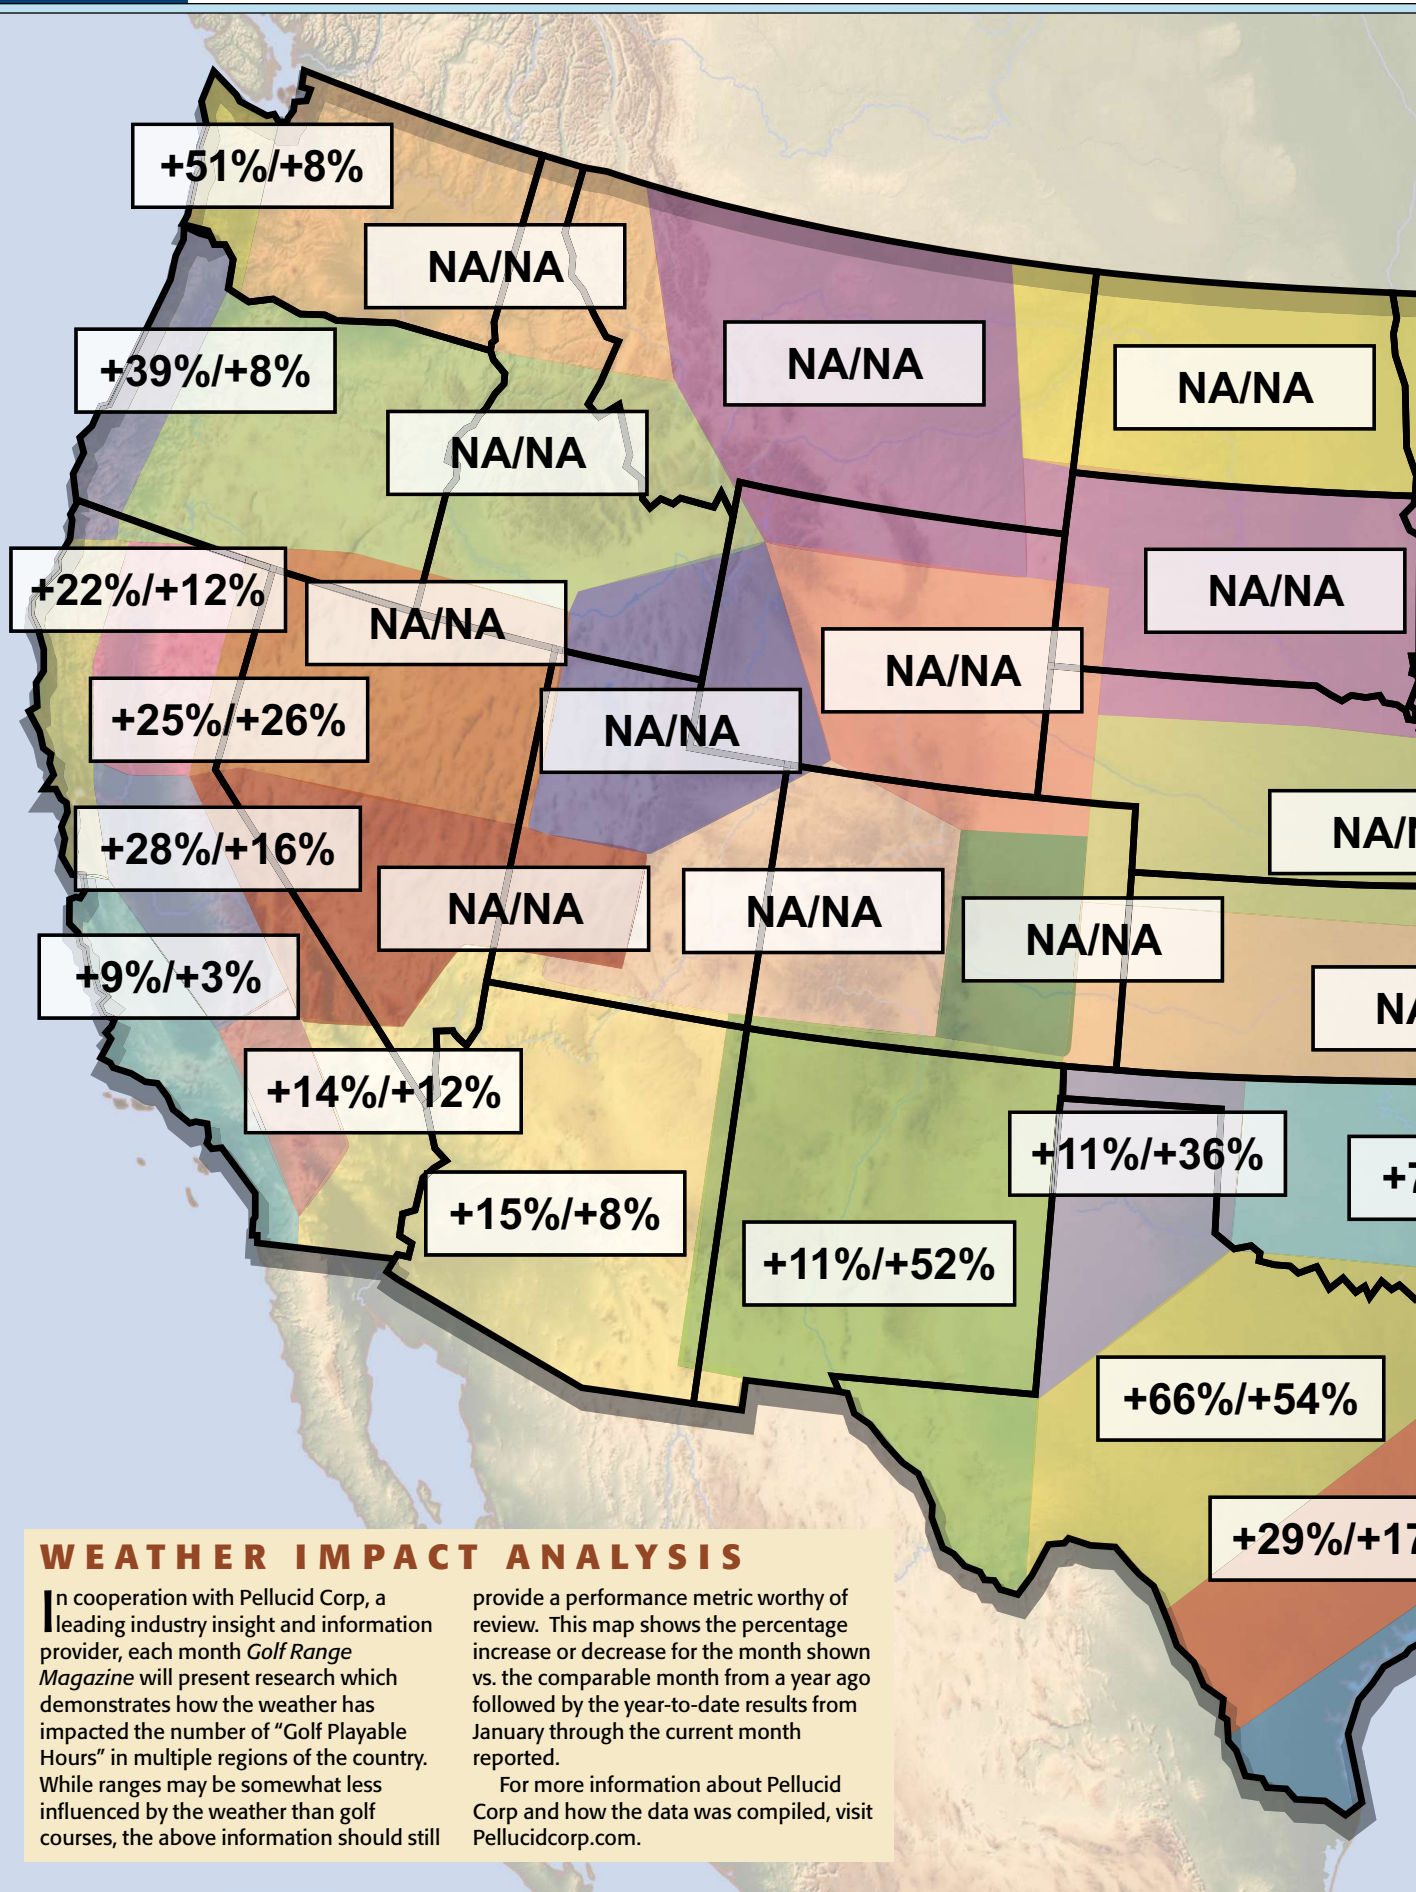 +51%/+8%
NA/NA
NA/NA
NA/NA
+39%/+8%
NA/NA
+22%/+12%
NA/NA
NA/NA
NA/NA
+25%/+26%
NA/NA
+28%/+16%
NA/NA
NA/NA
NA/NA
+9%/+3%
+14%/+12%
+11%/+36%
+15%/+8%
+11%/+52%
+66%/+54%
+29%/+17
WEATHER IMPACT ANALYSIS
In cooperation with Pellucid Corp, a
leading industry insight and information
provider, each month Golf Range
Magazine will present research which
demonstrates how the weather has
impacted the number of “Golf Playable
Hours” in multiple regions of the country.
While ranges may be somewhat less
influenced by the weather than golf
courses, the above information should still
provide a performance metric worthy of
review.  This map shows the percentage
increase or decrease for the month shown
vs. the comparable month from a year ago
followed by the year-to-date results from
January through the current month
reported.
For more information about Pellucid
Corp and how the data was compiled, visit
Pellucidcorp.com.